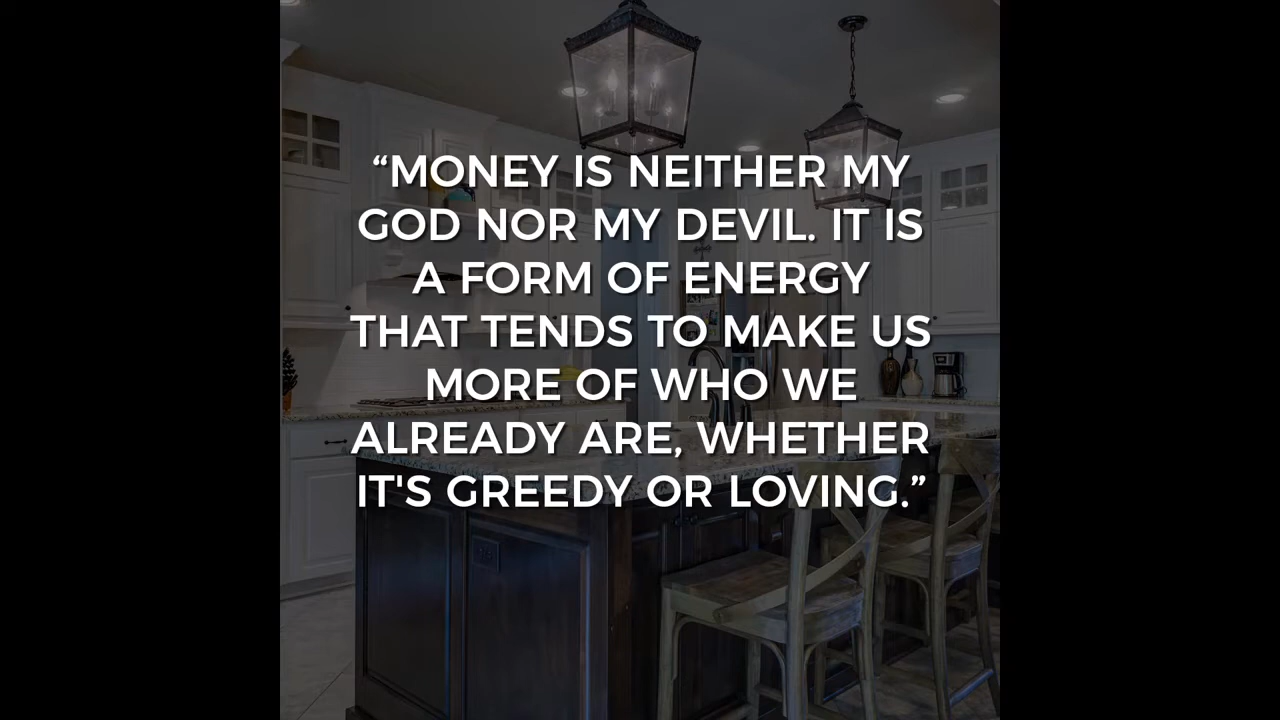 “MONEY IS NEITHER MY
GOD NOR MY DEVIL. IT IS
A FORM OF ENERGY
THAT TENDS TO MAKE US
MORE OF WHO WE
ALREADY ARE, WHETHER
IT'S GREEDY OR LOVING.”